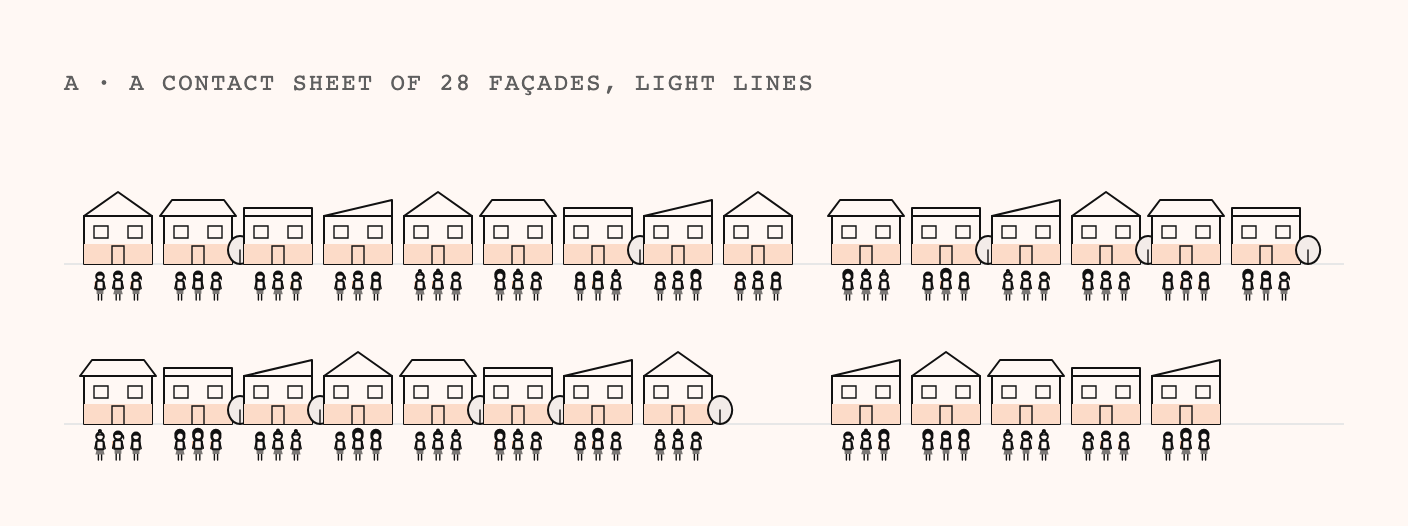 A · A CONTACT SHEET OF 28 FAÇADES, LIGHT LINES